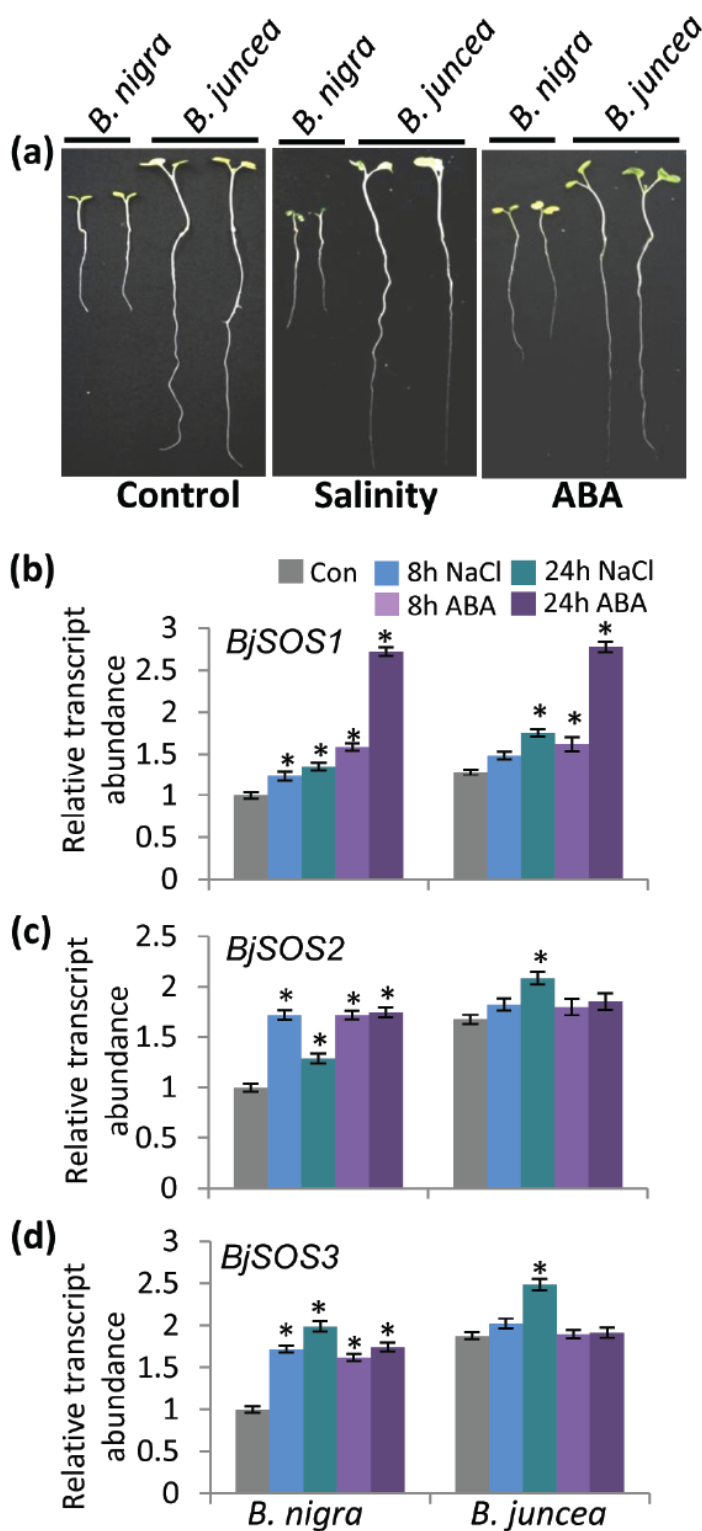 B. nigra B. juncea B. nigra B. juncea B. nigra B. juncea
(a)
Control Salinity ABA
(b)
Con 8h NaCl 24h NaCl
8h ABA 24h ABA
BjSOS1
Relative transcript
abundance
3
2.5
2
1.5
1
0.5
0
* * * * * * *
(c)
BjSOS2
Relative transcript
abundance
2.5
2
1.5
1
0.5
0
* * * * *
(d)
BjSOS3
Relative transcript
abundance
3
2.5
2
1.5
1
0.5
0
* * * * *
B. nigra B. juncea